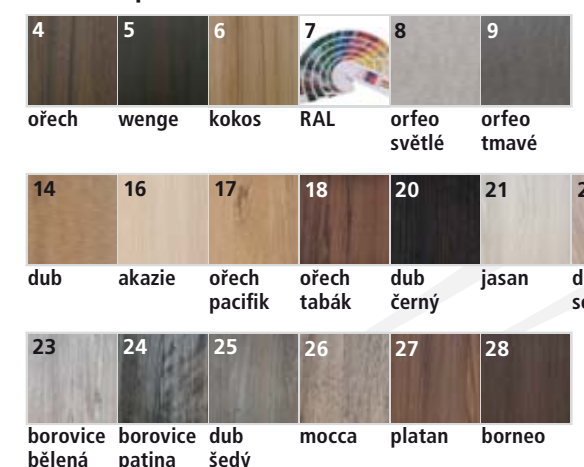 4 5 6 7 8 9
ořech wenge kokos RAL orfeo orfeo
světlé tmavé
14 16 17 18 20 21
dub akazie ořech ořech dub jasan
pacifik tabák černý
23 24 25 26 27 28
borovice borovice dub mocca platan borneo
bělená patina šedý